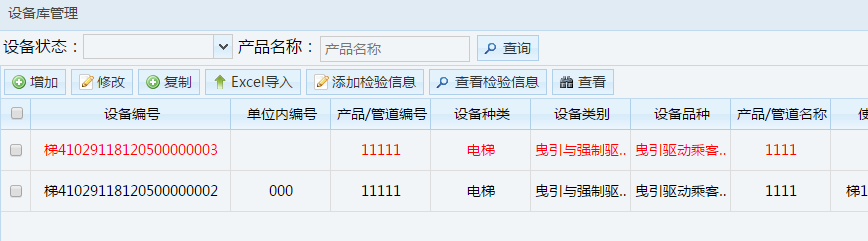 设备库管理
设备状态： 产品名称： 产品名称 查询
增加 修改 复制 Excel导入 添加检验信息 查看检验信息 查看
设备编号 单位内编号 产品/管道编号 设备种类 设备类别 设备品种 产品/管道名称 使
梯41029118120500000003 11111 电梯 曳引与强制驱.. 曳引驱动乘客.. 1111
梯41029118120500000002 000 11111 电梯 曳引与强制驱.. 曳引驱动乘客.. 1111 梯1